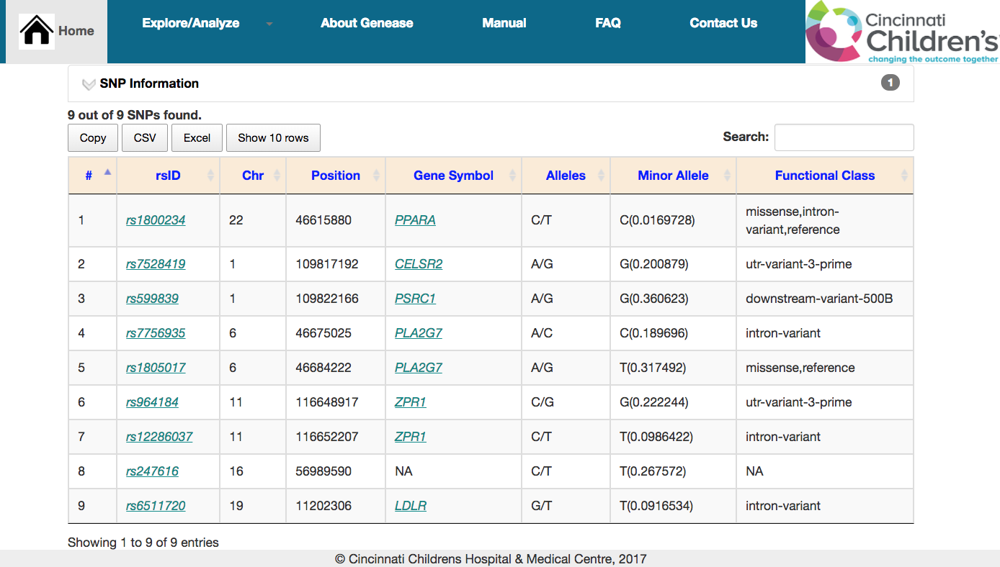 Home
Explore/Analyze
About Genease
Manual
FAQ
Contact Us
Cincinnati
Children's
changing the outcome together
SNP Information
1
9 out of 9 SNPs found.
Copy
CSV
Excel
Show 10 rows
Search:
# rsID Chr Position Gene Symbol Alleles Minor Allele Functional Class
1 rs1800234 22 46615880 PPARA C/T C(0.0169728) missense,intron-
variant,reference
2 rs7528419 1 109817192 CELSR2 A/G G(0.200879) utr-variant-3-prime
3 rs599839 1 109822166 PSRC1 A/G G(0.360623) downstream-variant-500B
4 rs7756935 6 46675025 PLA2G7 A/C C(0.189696) intron-variant
5 rs1805017 6 46684222 PLA2G7 A/G T(0.317492) missense,reference
6 rs964184 11 116648917 ZPR1 C/G G(0.222244) utr-variant-3-prime
7 rs12286037 11 116652207 ZPR1 C/T T(0.0986422) intron-variant
8 rs247616 16 56989590 NA C/T T(0.267572) NA
9 rs6511720 19 11202306 LDLR G/T T(0.0916534) intron-variant
Showing 1 to 9 of 9 entries
© Cincinnati Childrens Hospital & Medical Centre, 2017